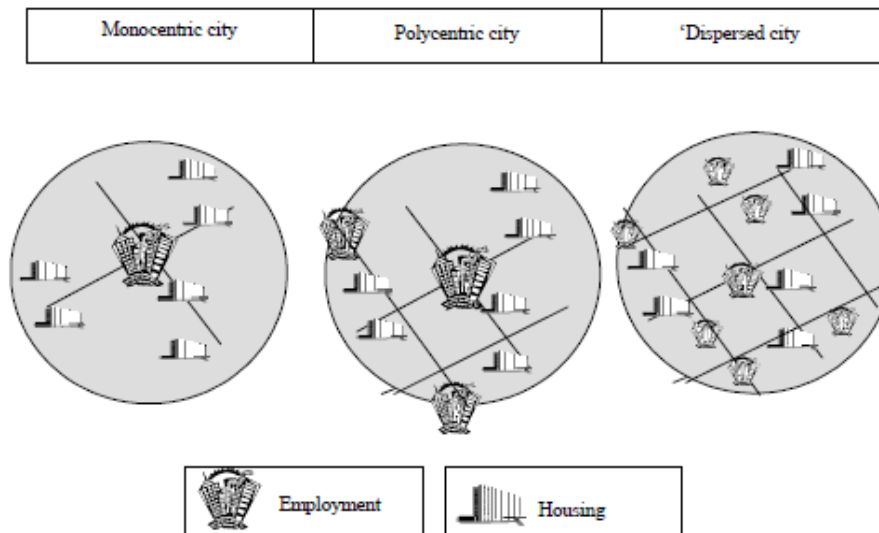 Monocentric city
Polycentric city
‘Dispersed city
Employment
Housing